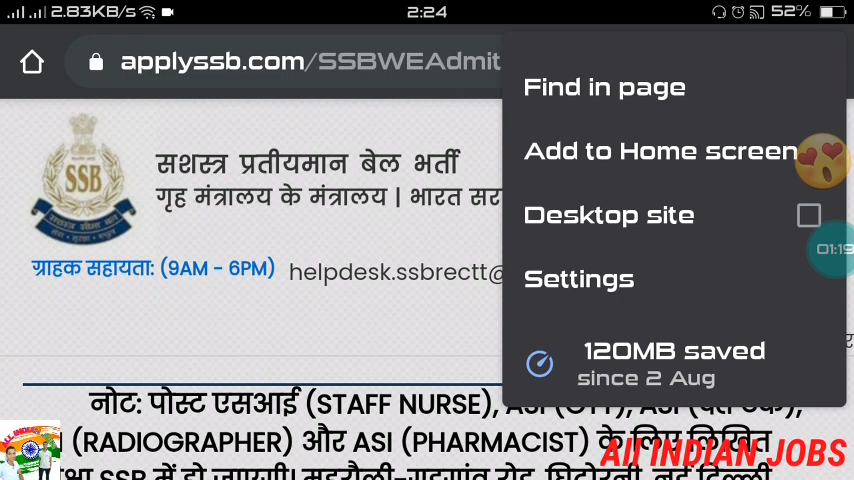 2.83KB/s 2:24 52%
applyssb.com/SSBWEAdmit
Find in page
Add to Home screen
Desktop site
Settings
120MB saved
since 2 Aug
01:19
SSB
सशस्त्र प्रतीयमान बेल भर्ती
गृह मंत्रालय के मंत्रालय | भारत सर
ग्राहक सहायता: (9AM - 6PM) helpdesk.ssbrectt@
नोट: पोस्ट एसआई (STAFF NURSE),
(RADIOGRAPHER) और ASI (PHARMACIST) के लिए लिखित
SSB में हो जाएगी।
All INDIAN JOBS